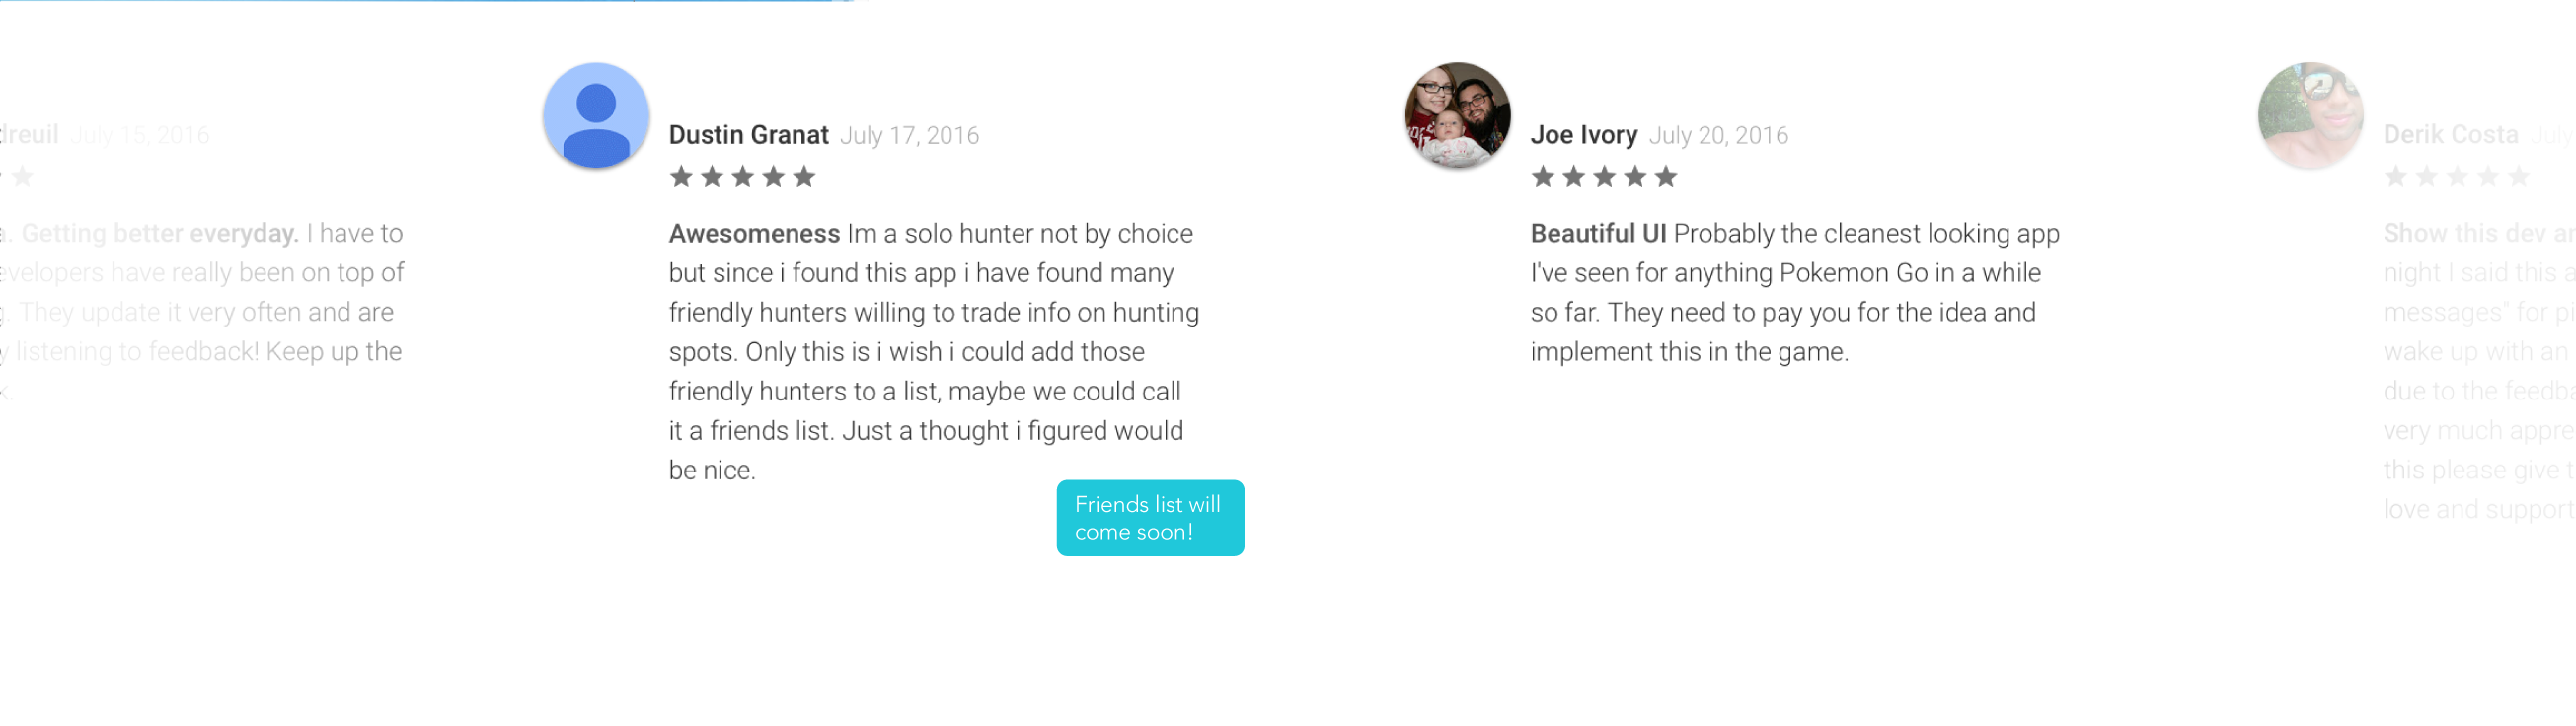 July 15, 2016
Getting better everyday. I have to
have really been on top of
They update it very often and are
listening to feedback! Keep up the
Dustin Granat July 17, 2016
Awesomeness Im a solo hunter not by choice
but since i found this app i have found many
friendly hunters willing to trade info on hunting
spots. Only this is i wish i could add those
friendly hunters to a list, maybe we could call
it a friends list. Just a thought i figured would
be nice.
Friends list will
come soon!
Joe Ivory July 20, 2016
Beautiful UI Probably the cleanest looking app
I've seen for anything Pokemon Go in a while
so far. They need to pay you for the idea and
implement this in the game.
Derik Costa July
Show this dev
night I said this
messages" for
wake up with an
due to the
very much
this please give
love and support